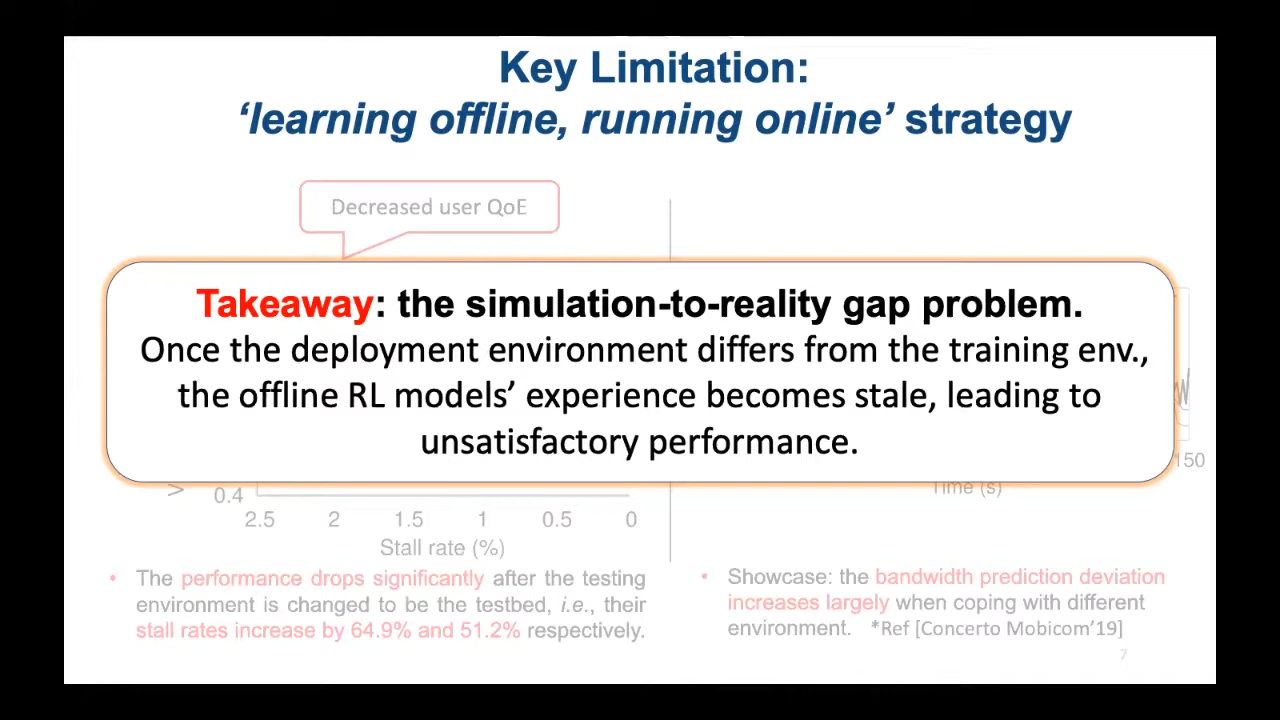 Key Limitation:
‘learning offline, running online’ strategy
Decreased user QoE
Takeaway: the simulation-to-reality gap problem.
Once the deployment environment differs from the training env.,
the offline RL models’ experience becomes stale, leading to
unsatisfactory performance.
V
0.4
2.5 2 1.5 1 0.5 0
Stall rate (%)
150
Time (s)
• The performance drops significantly after the testing
environment is changed to be the testbed, i.e., their
stall rates increase by 64.9% and 51.2% respectively.
• Showcase: the bandwidth prediction deviation
increases largely when coping with different
environment. *Ref [Concerto Mobicom’19]
7